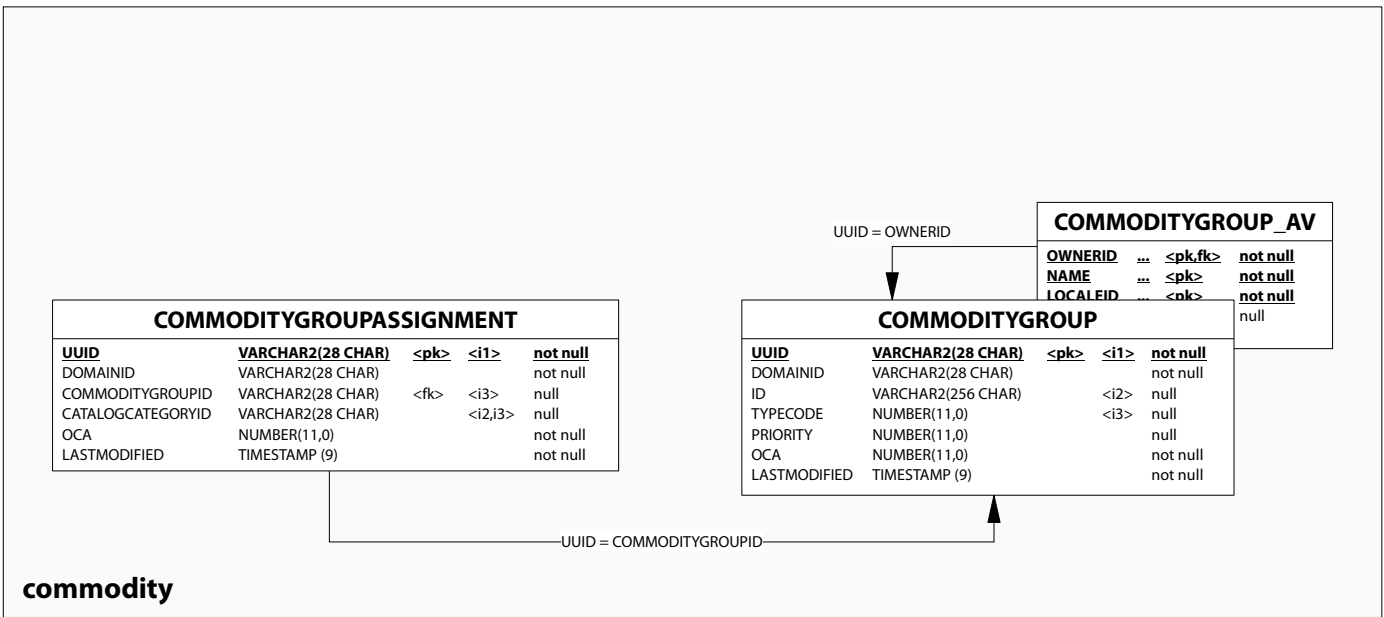 UUID = OWNERID
COMMODITYGROUP_AV
OWNERID ... <pk,fk> not null
NAME ... <pk> not null
LOCALEID ... <pk> not null
null
COMMODITYGROUPASSIGNMENT
UUID VARCHAR2(28 CHAR) <pk> <i1> not null
DOMAINID VARCHAR2(28 CHAR) not null
COMMODITYGROUPID VARCHAR2(28 CHAR) <fk> <i3> null
CATALOGCATEGORYID VARCHAR2(28 CHAR) <i2,i3> null
OCA NUMBER(11,0) not null
LASTMODIFIED TIMESTAMP (9) not null
COMMODITYGROUP
UUID VARCHAR2(28 CHAR) <pk> <i1> not null
DOMAINID VARCHAR2(28 CHAR) not null
ID VARCHAR2(256 CHAR) <i2> null
TYPECODE NUMBER(11,0) <i3> null
PRIORITY NUMBER(11,0) null
OCA NUMBER(11,0) not null
LASTMODIFIED TIMESTAMP (9) not null
UUID = COMMODITYGROUPID
commodity